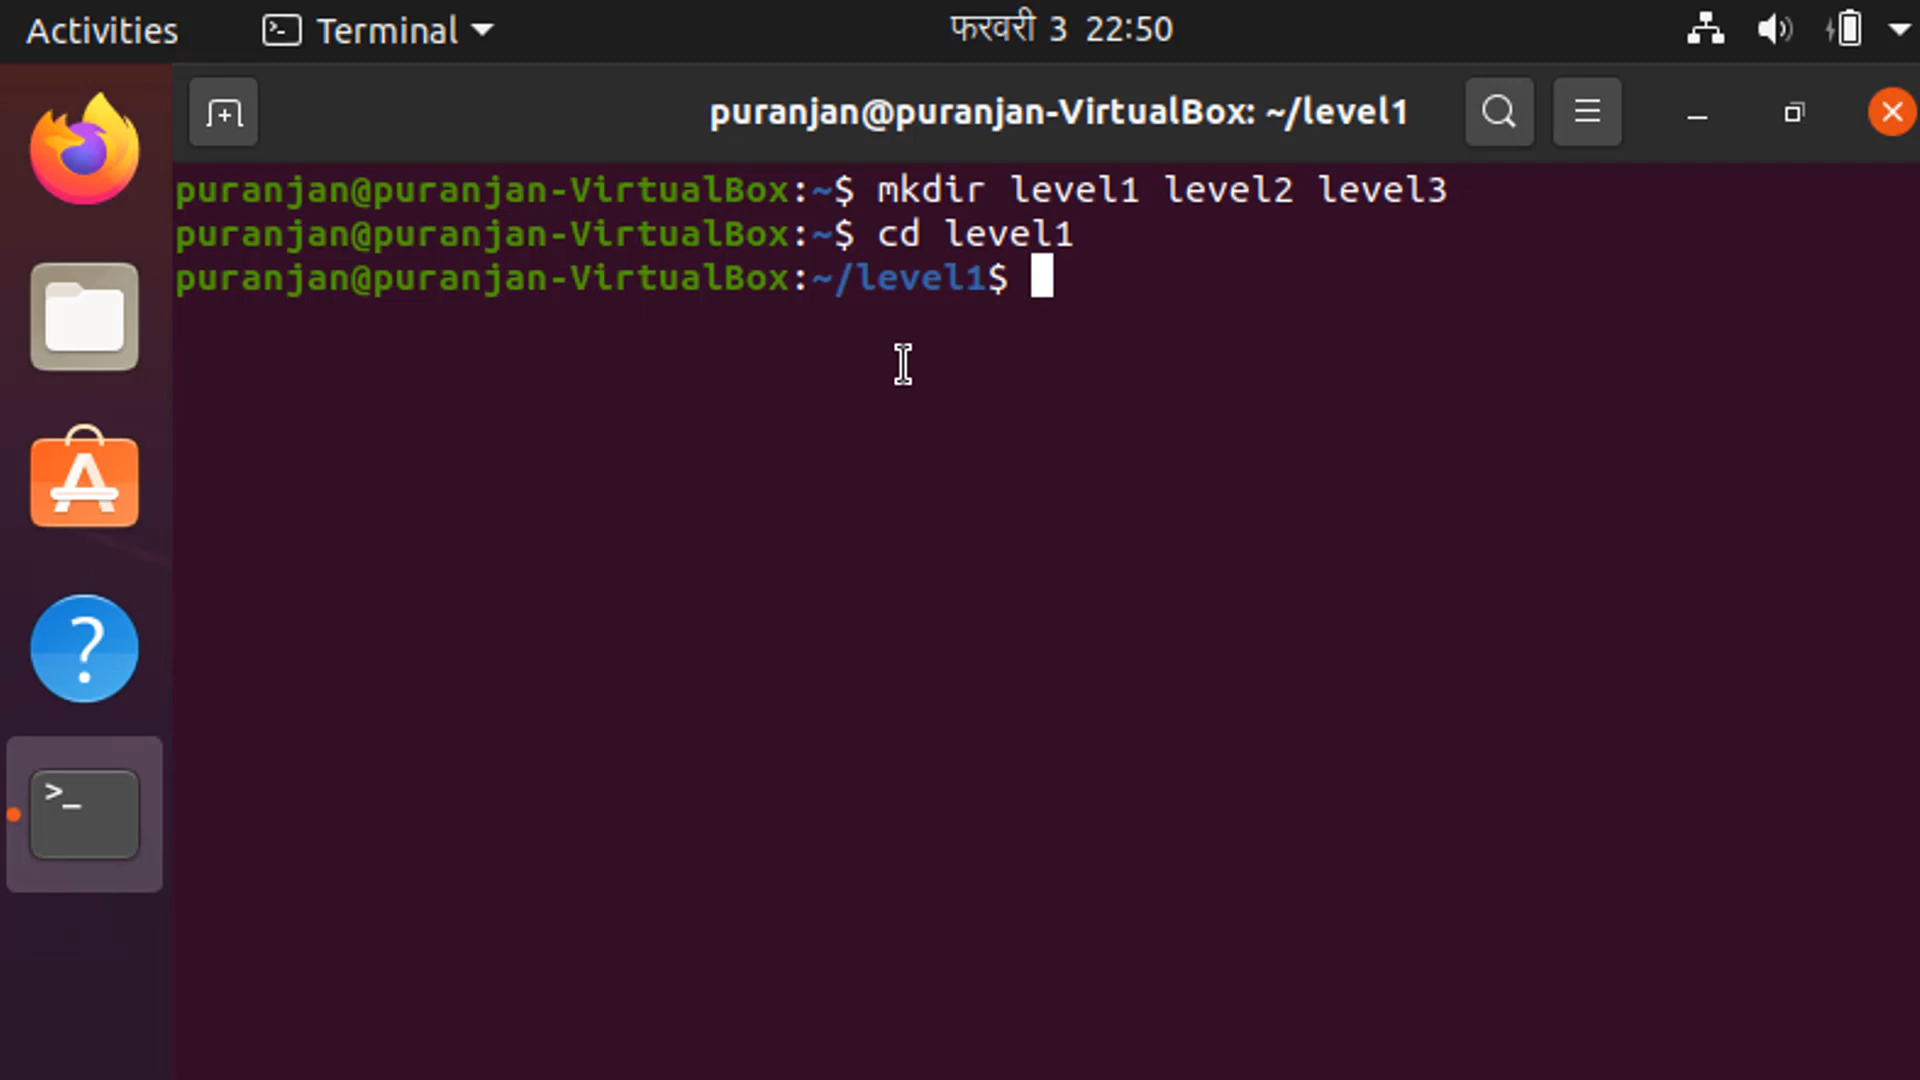 Activities Terminal फरवरी 3 22:50
puranjan@puranjan-VirtualBox: ~/level1
puranjan@puranjan-VirtualBox:~$ mkdir level1 level2 level3
puranjan@puranjan-VirtualBox:~$ cd level1
puranjan@puranjan-VirtualBox:~/level1$